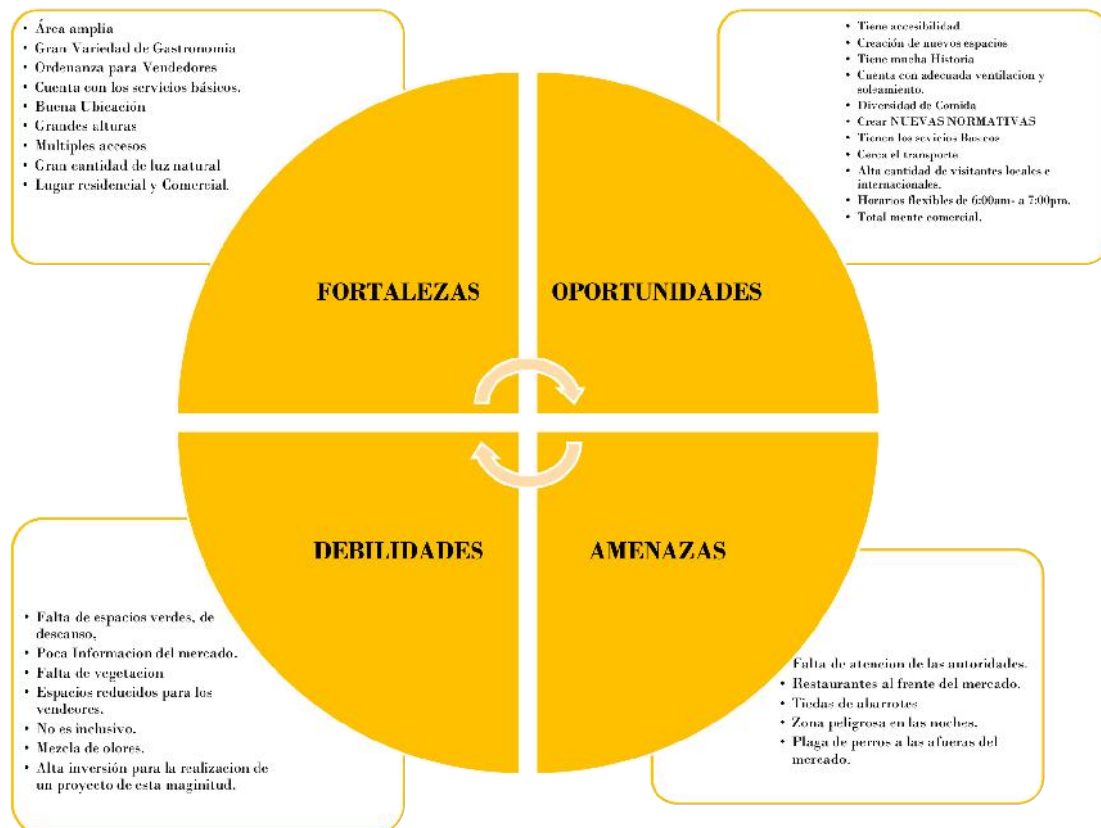 • Área amplia
• Gran Variedad de Gastronomia
• Ordenanza para Vendedores
• Cuenta con los servicios básicos.
• Buena Ubicación
• Grandes alturas
• Multiples accesos
• Gran cantidad de luz natural
• Lugar residencial y Comercial.
• Tiene accesibilidad
• Creación de nuevos espacios
• Tiene mucha Historia
• Cuenta con adecuada ventilacion y
soleamiento.
• Diversidad de Comida
• Crear NUEVAS NORMATIVAS
• Tienen los sevicios Basicos
• Cerca el transporte
• Alta cantidad de visitantes locales e
internacionales.
• Horarios flexibles de 6:00am- a 7:00pm.
• Total mente comercial.
FORTALEZAS
OPORTUNIDADES
DEBILIDADES
AMENAZAS
• Falta de espacios verdes, de
descanso,
• Poca Informacion del mercado.
• Falta de vegetacion
• Espacios reducidos para los
vendeores.
• No es inclusivo.
• Mezcla de olores.
• Alta inversión para la realizacion de
un proyecto de esta maginitud.
Falta de atencion de las autoridades.
• Restaurantes al frente del mercado.
• Tiedas de abarrotes
• Zona peligrosa en las noches.
• Plaga de perros a las afueras del
mercado.